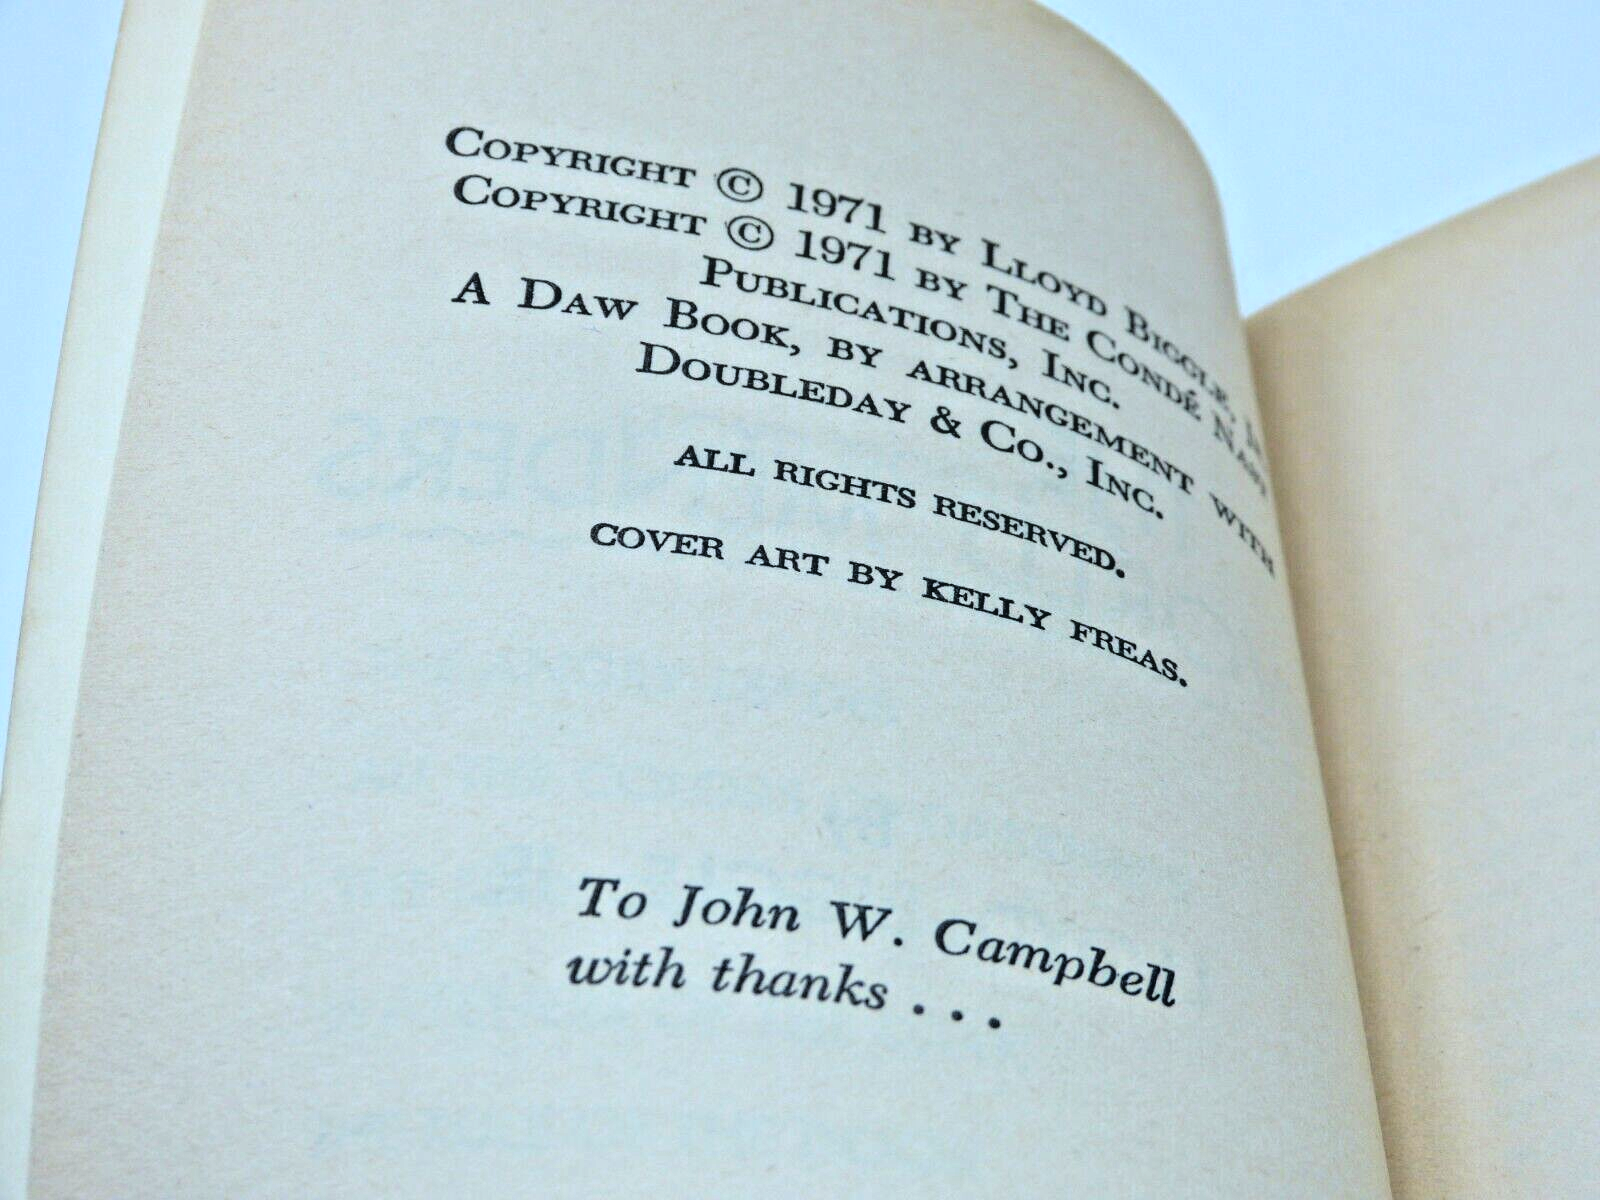 Copyright © 1971 by Lloyd Biggle,
Copyright © 1971 by The Condé Nast
Publications, Inc.
A Daw Book, by arrangement with
Doubleday & Co., Inc.
All rights reserved.
Cover art by Kelly Freas.
To John W. Campbell
with thanks . . .